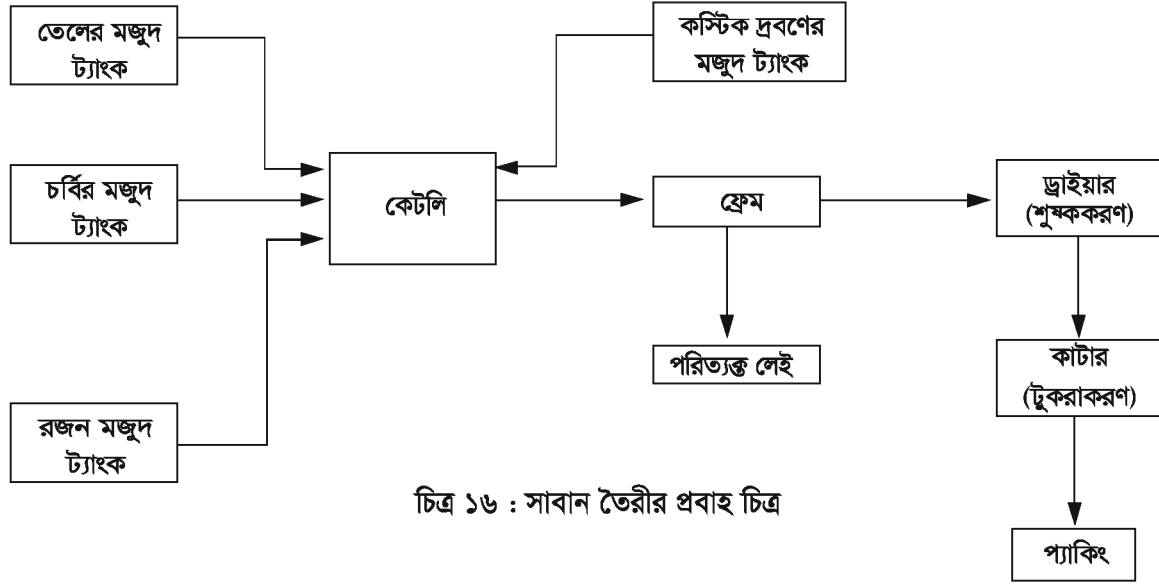 তেলের মজুদ
ট্যাংক
কস্টিক দ্রবণের
মজুদ ট্যাংক
চর্বির মজুদ
ট্যাংক
কেটলি
ফ্রেম
ড্রাইয়ার
(শুষ্ককরণ)
পরিত্যক্ত লেই
কাটার
(টুকরাকরণ)
রজন মজুদ
ট্যাংক
চিত্র ১৬ : সাবান তৈরীর প্রবাহ চিত্র
প্যাকিং